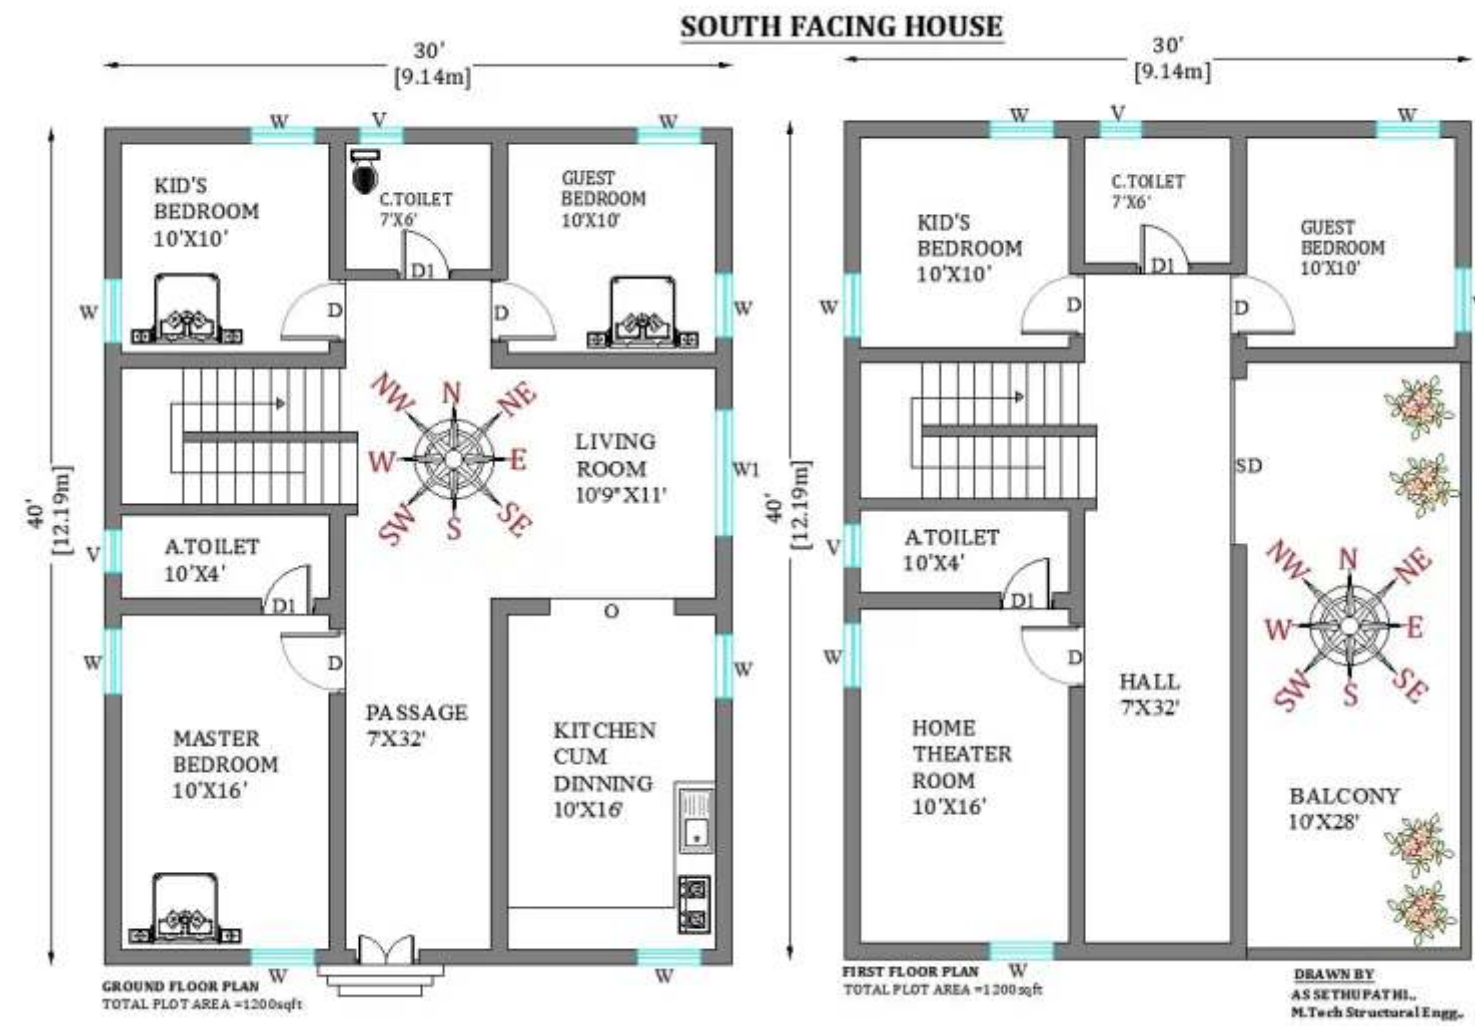 SOUTH FACING HOUSE
30'
[9.14m]
W
V
W
KID'S
BEDROOM
10'X10'
C.TOILET
7'X6'
GUEST
BEDROOM
10'X10'
D1
W
D
D
W
NW
N
NE
W
E
SW
S
SE
LIVING
ROOM
10'9"X11'
W1
40'
[12.19m]
V
A.TOILET
10'X4'
D1
O
W
D
W
PASSAGE
7'X32'
MASTER
BEDROOM
10'X16'
KITCHEN
CUM
DINNING
10'X16'
W
W
GROUND FLOOR PLAN
TOTAL PLOT AREA =1200sqft
30'
[9.14m]
W
V
W
KID'S
BEDROOM
10'X10'
C.TOILET
7'X6'
GUEST
BEDROOM
10'X10'
D1
W
D
D
SD
40'
[12.19m]
V
A.TOILET
10'X4'
D1
NW
N
NE
W
E
SW
S
SE
W
D
HALL
7'X32'
HOME
THEATER
ROOM
10'X16'
BALCONY
10'X28'
W
FIRST FLOOR PLAN
TOTAL PLOT AREA =1200sqft
DRAWN BY
AS SETHUPATHI.,
M.Tech Structural Engg.,